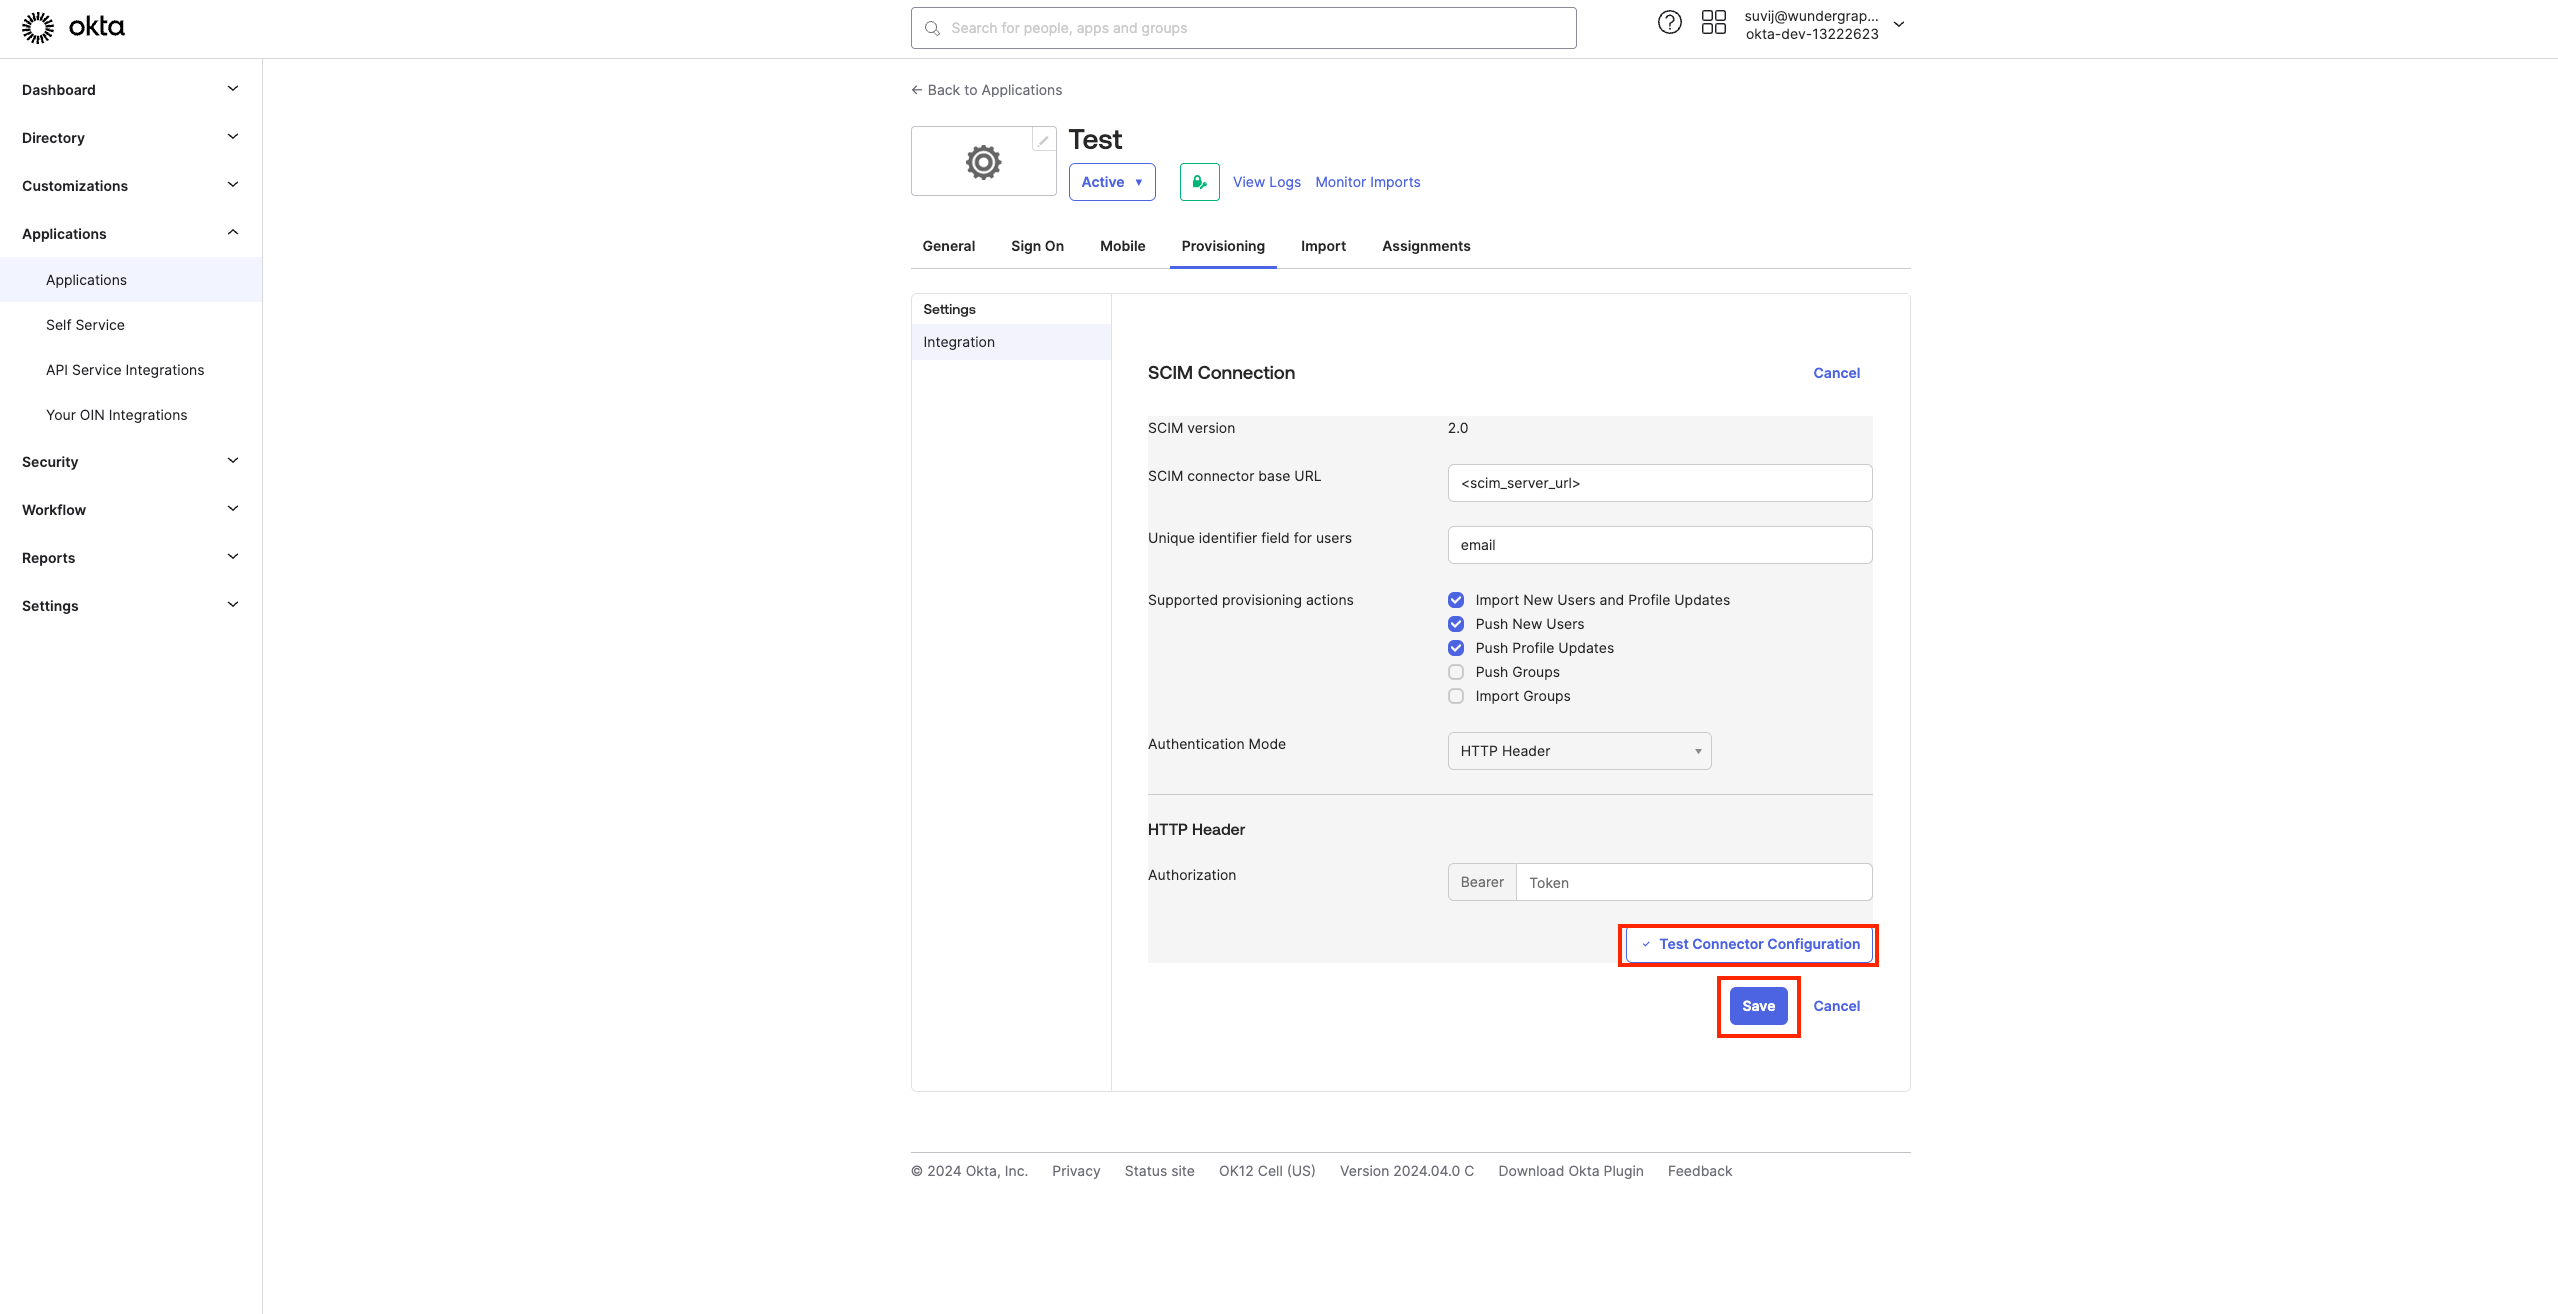 okta
Search for people, apps and groups
suvij@wundergrap...
okta-dev-13222623
Dashboard
Directory
Customizations
Applications
Applications
Self Service
API Service Integrations
Your OIN Integrations
Security
Workflow
Reports
Settings
← Back to Applications
Test
Active ▼ View Logs Monitor Imports
General Sign On Mobile Provisioning Import Assignments
Settings
Integration
SCIM Connection Cancel
SCIM version 2.0
SCIM connector base URL <scim_server_url>
Unique identifier field for users email
Supported provisioning actions Import New Users and Profile Updates
Push New Users
Push Profile Updates
Push Groups
Import Groups
Authentication Mode HTTP Header
HTTP Header
Authorization Bearer Token
Test Connector Configuration
Save Cancel
© 2024 Okta, Inc. Privacy Status site OK12 Cell (US) Version 2024.04.0 C Download Okta Plugin Feedback